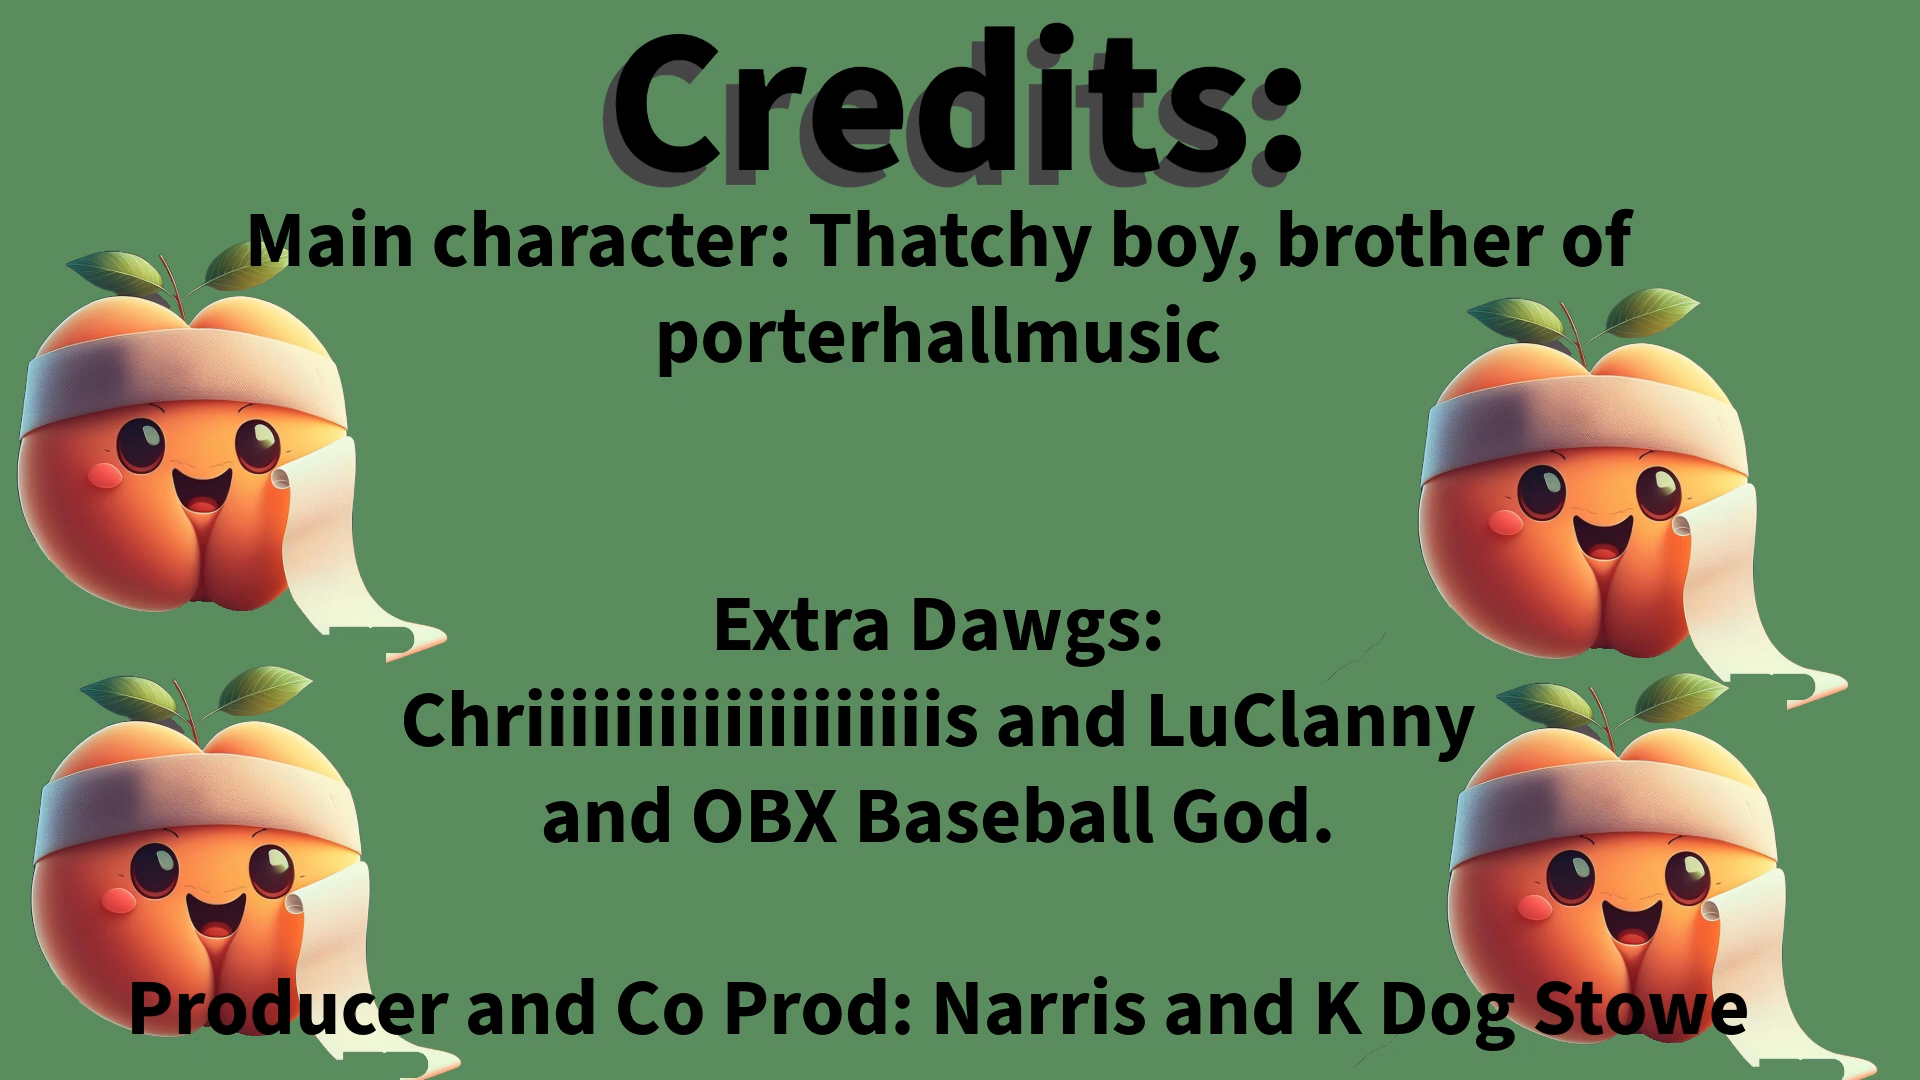 Credits:
Main character: Thatchy boy, brother of
porterhallmusic
Extra Dawgs:
Chriiiiiiiiiiiiiiiiiiis and LuClanny
and OBX Baseball God.
Producer and Co Prod: Narris and K Dog Stowe